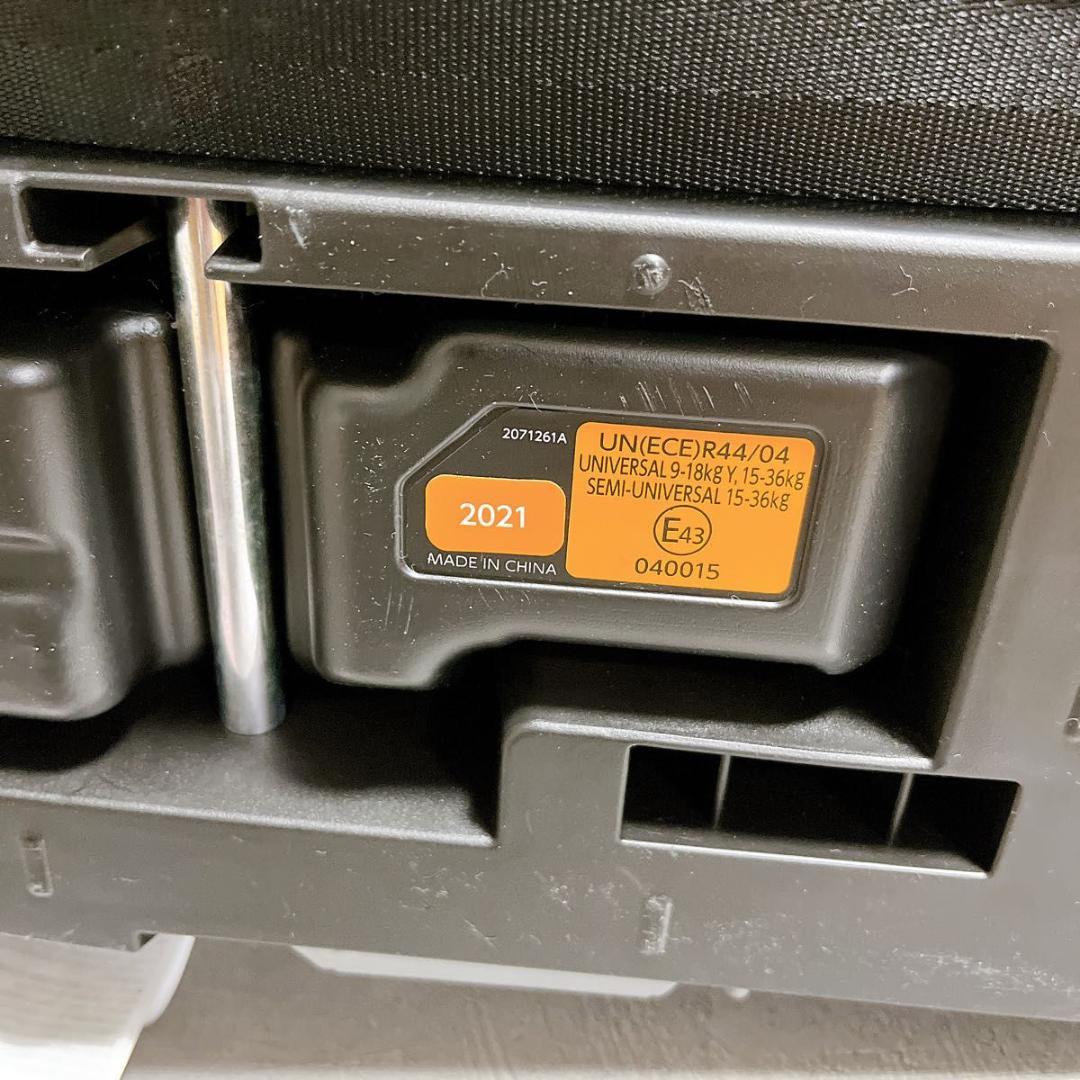 2071261A
2021
MADE IN CHINA
UN(ECE)R44/04
UNIVERSAL 9-18kg Y, 15-36kg
SEMI-UNIVERSAL 15-36kg
E43
040015